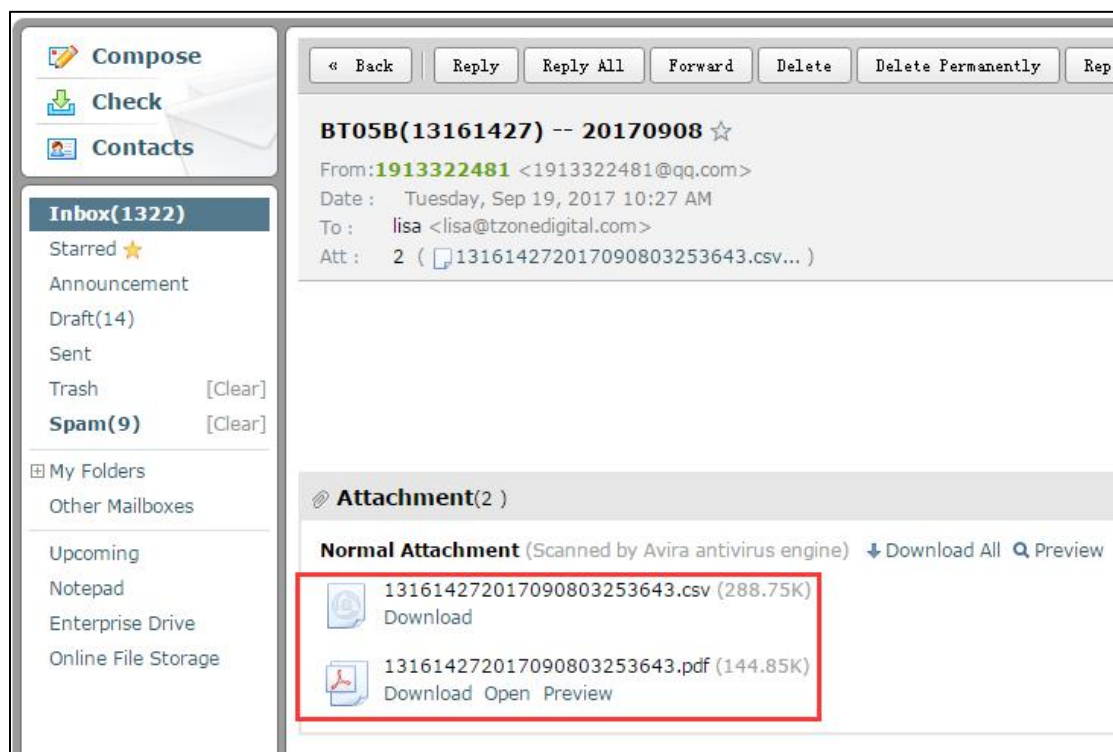 Compose
Check
Contacts
Inbox(1322)
Starred
Announcement
Draft(14)
Sent
Trash [Clear]
Spam(9) [Clear]
My Folders
Other Mailboxes
Upcoming
Notepad
Enterprise Drive
Online File Storage
« Back Reply Reply All Forward Delete Delete Permanently Rep
BT05B(13161427) -- 20170908
From:1913322481 <1913322481@qq.com>
Date : Tuesday, Sep 19, 2017 10:27 AM
To : lisa <lisa@tzonedigital.com>
Att : 2 ( 131614272017090803253643.csv... )
Attachment(2 )
Normal Attachment (Scanned by Avira antivirus engine) Download All Preview
131614272017090803253643.csv (288.75K)
Download
131614272017090803253643.pdf (144.85K)
Download Open Preview